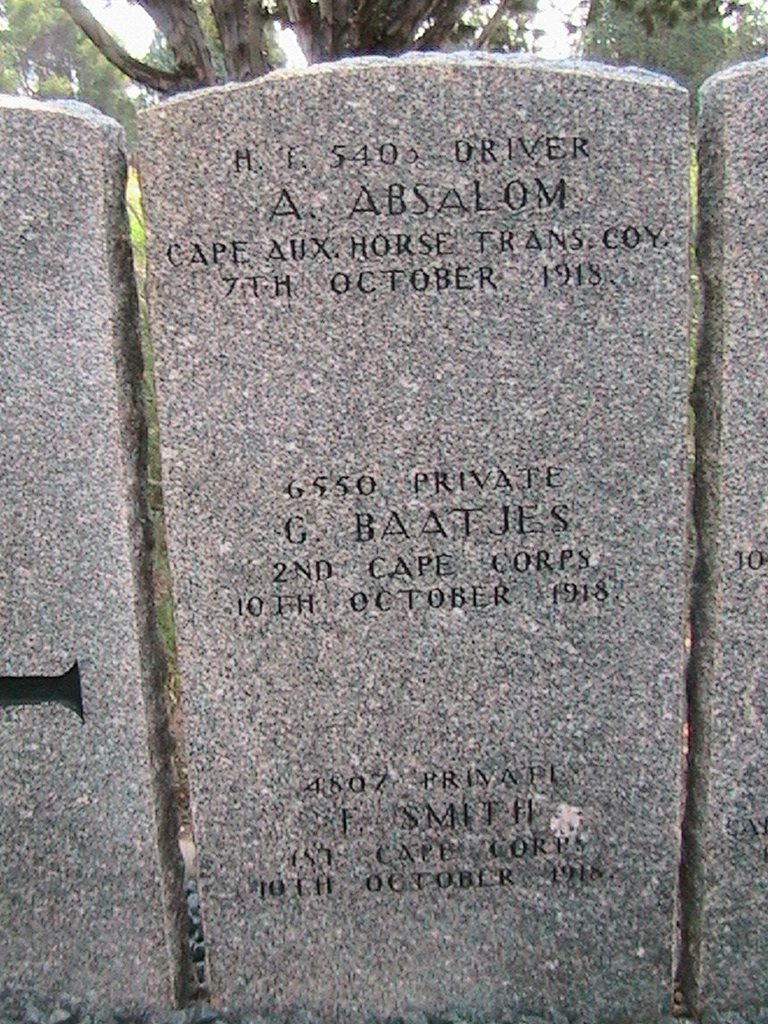 DRIVER
A. ABSALOM
CAPE AUX. HORSE TRANS. COY.
7TH OCTOBER 1918.
6550 PRIVATE
G. BAATJES
2ND CAPE CORPS
10TH OCTOBER 1918.
4807 PRIVATE
SMITH
1ST CAPE CORPS
10TH OCTOBER 1918.
10